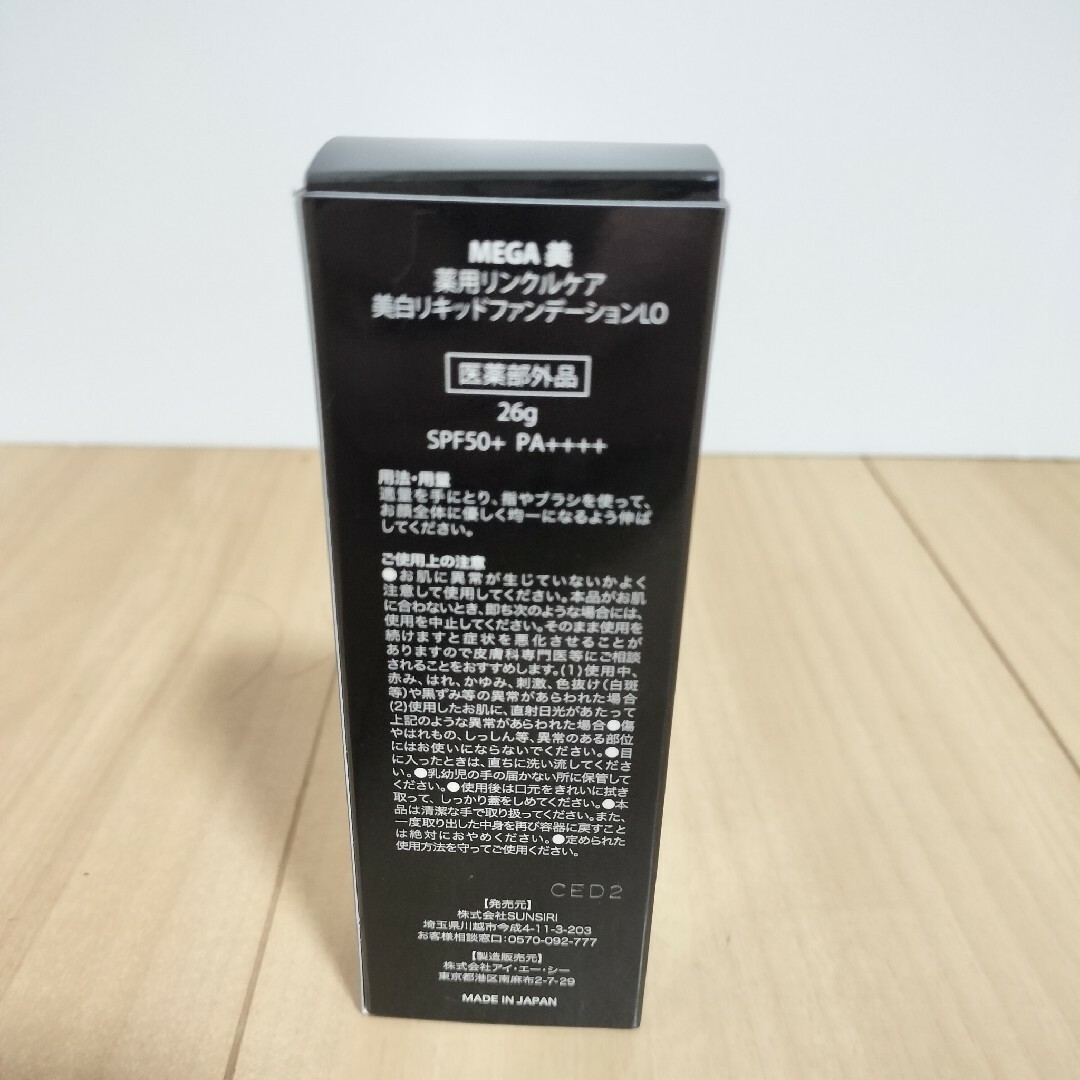 MEGA 美
薬用リンクルケア
美白リキッドファンデーションLO
医薬部外品
26g
SPF50+ PA++++
用法・用量
適量を手にとり、指やブラシを使って、
お顔全体に優しく均一になるよう伸ば
してください。
ご使用上の注意
●お肌に異常が生じていないかよく
注意して使用してください。本品がお肌
に合わないとき、即ち次のような場合には、
使用を中止してください。そのまま使用を
続けますと症状を悪化させることが
ありますので皮膚科専門医等にご相談
されることをおすすめします。(1)使用中、
赤み、はれ、かゆみ、刺激、色抜け(白斑
等)や黒ずみ等の異常があらわれた場合
(2)使用したお肌に、直射日光があたって
上記のような異常があらわれた場合●傷
やはれもの、しっしん等、異常のある部位
にはお使いにならないでください。●目
に入ったときは、直ちに洗い流してくださ
い。●乳幼児の手の届かない所に保管して
ください。●使用後は口元をきれいに拭き
取って、しっかり蓋をしめてください。●本
品は清潔な手で取り扱ってください。また、
一度取り出した中身を再び容器に戻すこと
は絶対におやめください。●定められた
使用方法を守ってご使用ください。
CED2
【発売元】
株式会社SUNSIRI
埼玉県川越市今成4-11-3-203
お客様相談窓口:0570-092-777
【製造販売元】
株式会社アイ・エー・シー
東京都港区南麻布2-7-29
MADE IN JAPAN